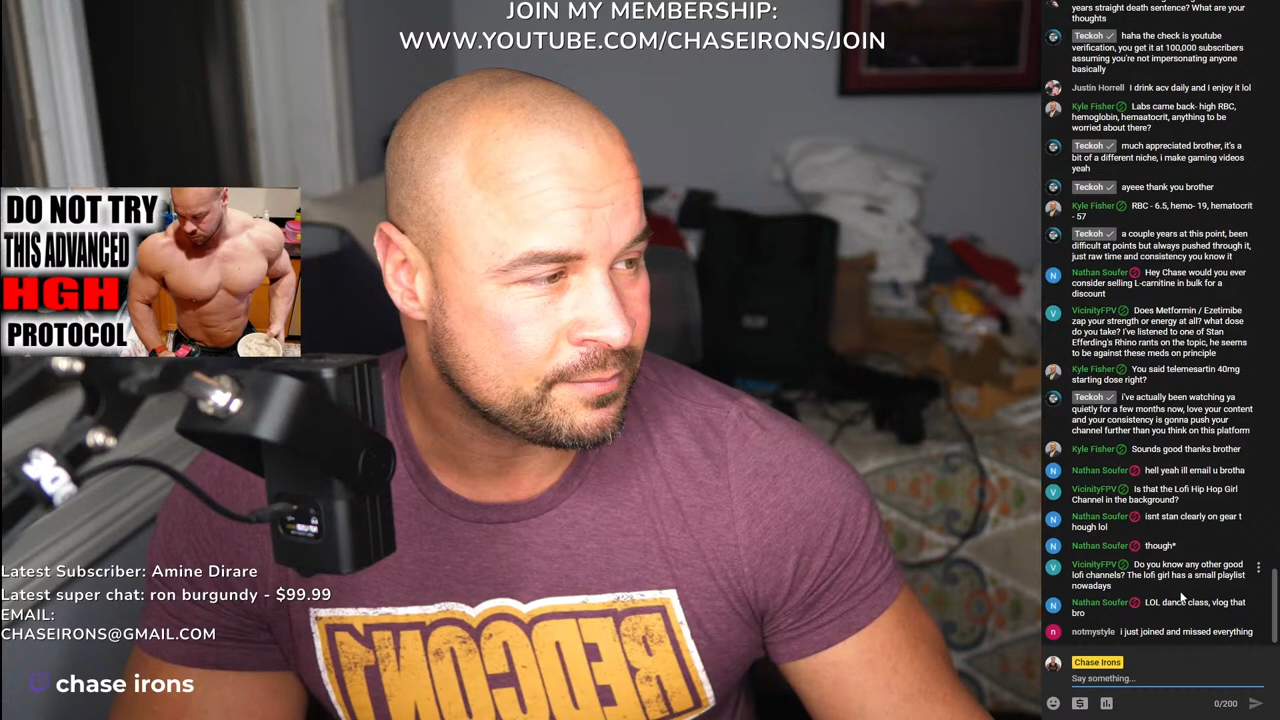 JOIN MY MEMBERSHIP:
WWW.YOUTUBE.COM/CHASEIRONS/JOIN
DO NOT TRY
THIS ADVANCED
HGH
PROTOCOL
Latest Subscriber: Amine Dirare
Latest super chat: ron burgundy - $99.99
EMAIL:
CHASEIRONS@GMAIL.COM
chase irons
REDCON1
years straight death sentence? What are your
thoughts
Teckoh haha the check is youtube
verification, you get it at 100,000 subscribers
assuming you're not impersonating anyone
basically
Justin Horrell I drink acv daily and I enjoy it lol
Kyle Fisher Labs came back- high RBC,
hemoglobin, hemaatocrit, anything to be
worried about there?
Teckoh much appreciated brother, it's a
bit of a different niche, i make gaming videos
yeah
Teckoh ayeee thank you brother
Kyle Fisher RBC - 6.5, hemo- 19, hematocrit
- 57
Teckoh a couple years at this point, been
difficult at points but always pushed through it,
just raw time and consistency you know it
N Nathan Soufer Hey Chase would you ever
consider selling L-carnitine in bulk for a
discount
V VicinityFPV Does Metformin / Ezetimibe
zap your strength or energy at all? what dose
do you take? I've listened to one of Stan
Efferding's Rhino rants on the topic, he seems
to be against these meds on principle
Kyle Fisher You said telemesartin 40mg
starting dose right?
Teckoh i've actually been watching ya
quietly for a few months now, love your content
and your consistency is gonna push your
channel further than you think on this platform
Kyle Fisher Sounds good thanks brother
N Nathan Soufer hell yeah ill email u brotha
V VicinityFPV Is that the Lofi Hip Hop Girl
Channel in the background?
N Nathan Soufer isnt stan clearly on gear t
hough lol
N Nathan Soufer though*
V VicinityFPV Do you know any other good
lofi channels? The lofi girl has a small playlist
nowadays
N Nathan Soufer LOL dance class, vlog that
bro
n notmystyle i just joined and missed everything
Chase Irons
Say something...
0/200